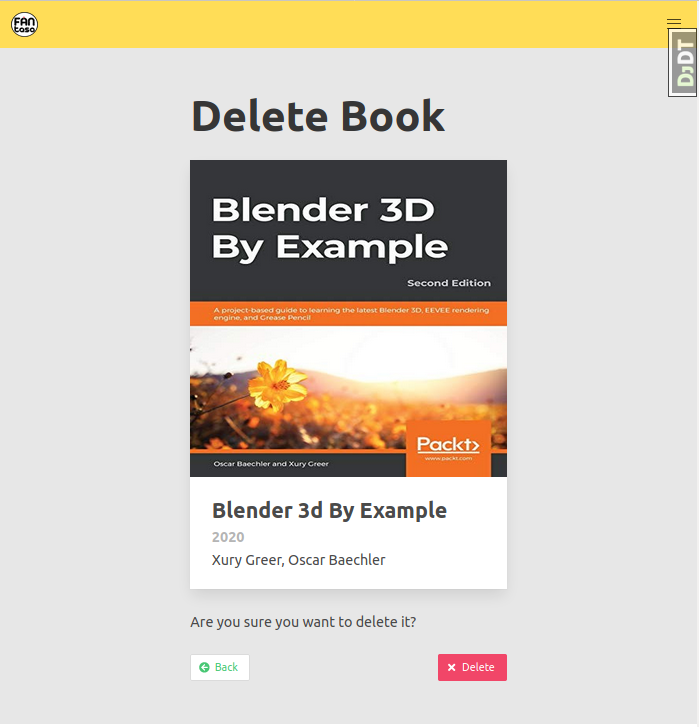 FAN
tasa
DjDT
Delete Book
Blender 3D
By Example
Second Edition
A project-based guide to learning the latest Blender 3D, EEVEE rendering
engine, and Grease Pencil
Packt>
www.packt.com
Oscar Baechler and Xury Greer
Blender 3d By Example
2020
Xury Greer, Oscar Baechler
Are you sure you want to delete it?
Back
Delete